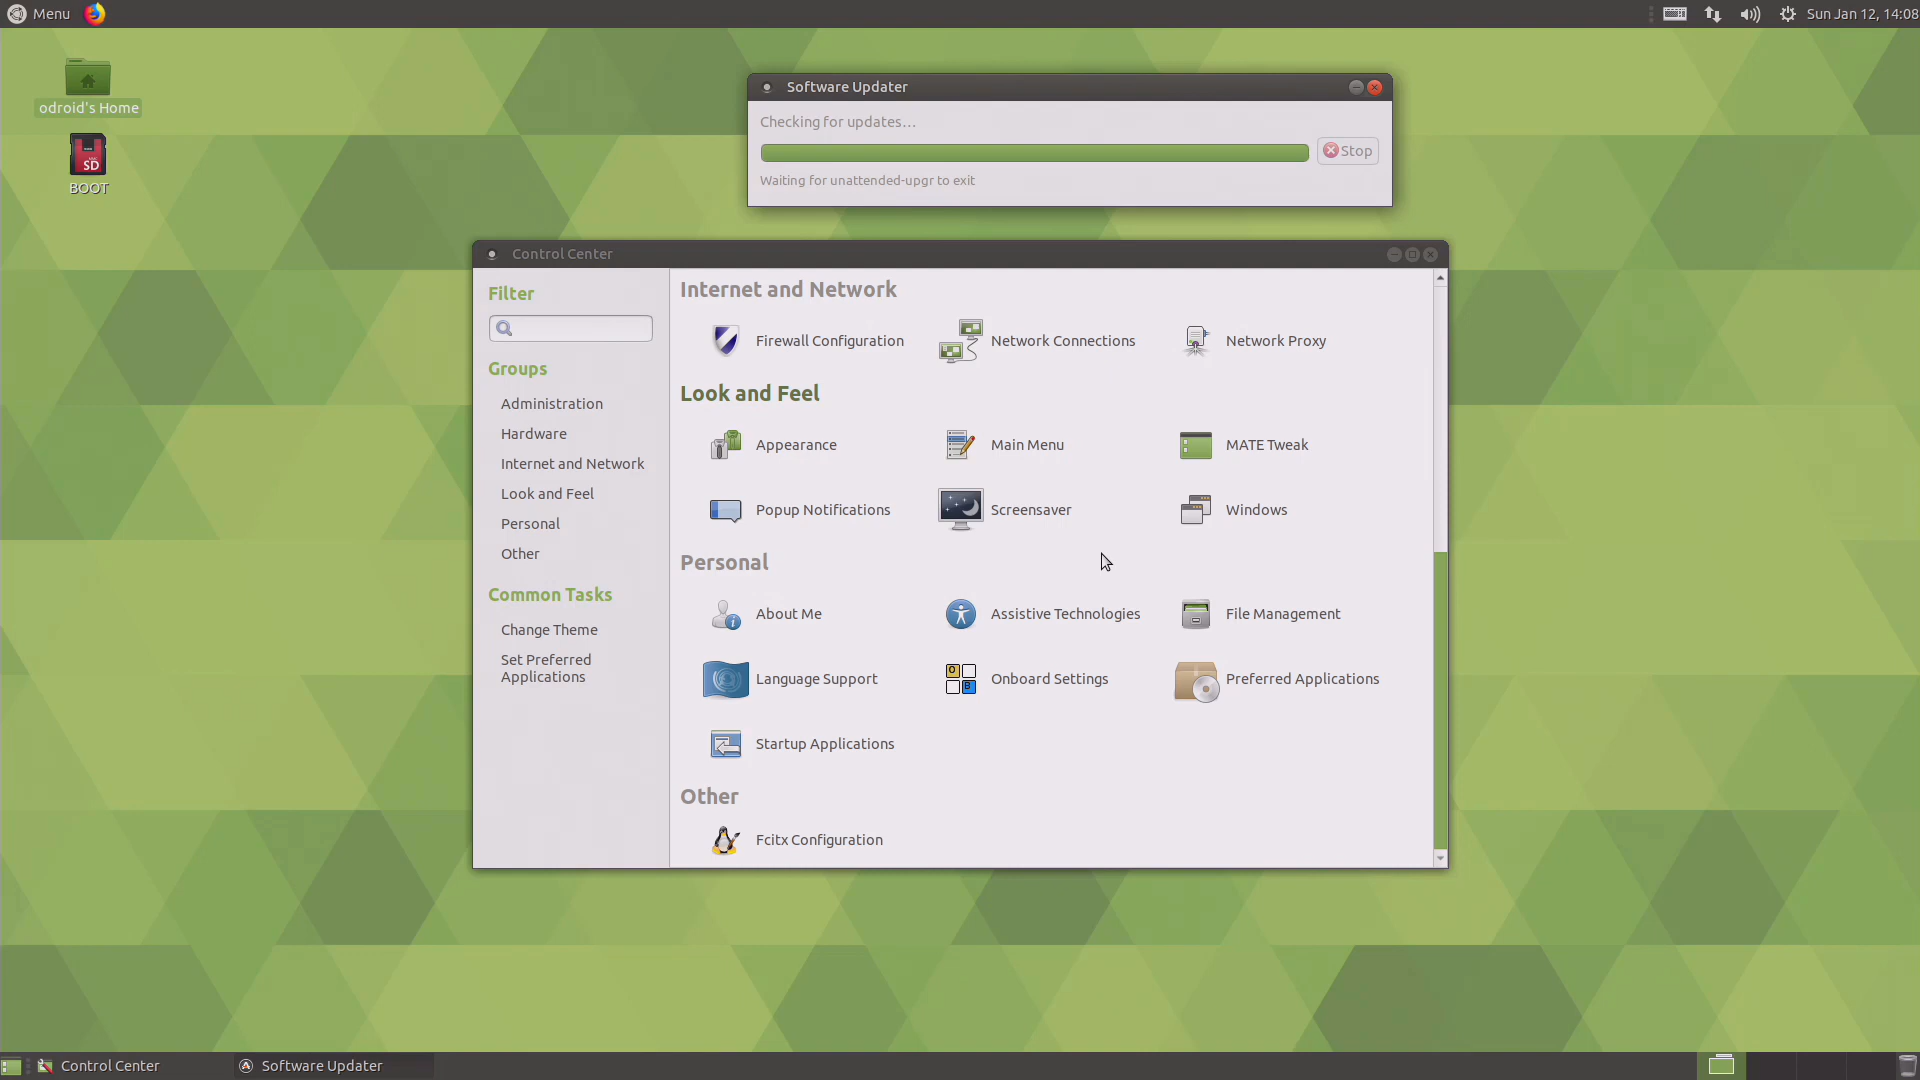 Menu
Sun Jan 12, 14:08
odroid's Home
SD
BOOT
Software Updater
Checking for updates…
Stop
Waiting for unattended-upgr to exit
Control Center
Filter
Groups
Administration
Hardware
Internet and Network
Look and Feel
Personal
Other
Common Tasks
Change Theme
Set Preferred
Applications
Internet and Network
Firewall Configuration
Network Connections
Network Proxy
Look and Feel
Appearance
Main Menu
MATE Tweak
Popup Notifications
Screensaver
Windows
Personal
About Me
Assistive Technologies
File Management
Language Support
O
B
Onboard Settings
Preferred Applications
Startup Applications
Other
Fcitx Configuration
Control Center
Software Updater